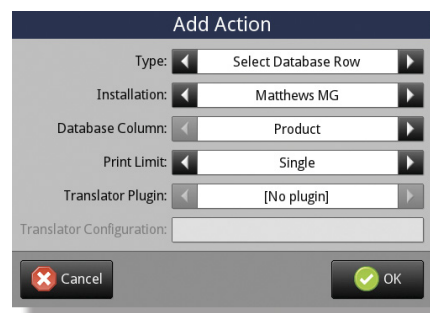 Add Action
Type: Select Database Row
Installation: Matthews MG
Database Column: Product
Print Limit: Single
Translator Plugin: [No plugin]
Translator Configuration:
Cancel OK